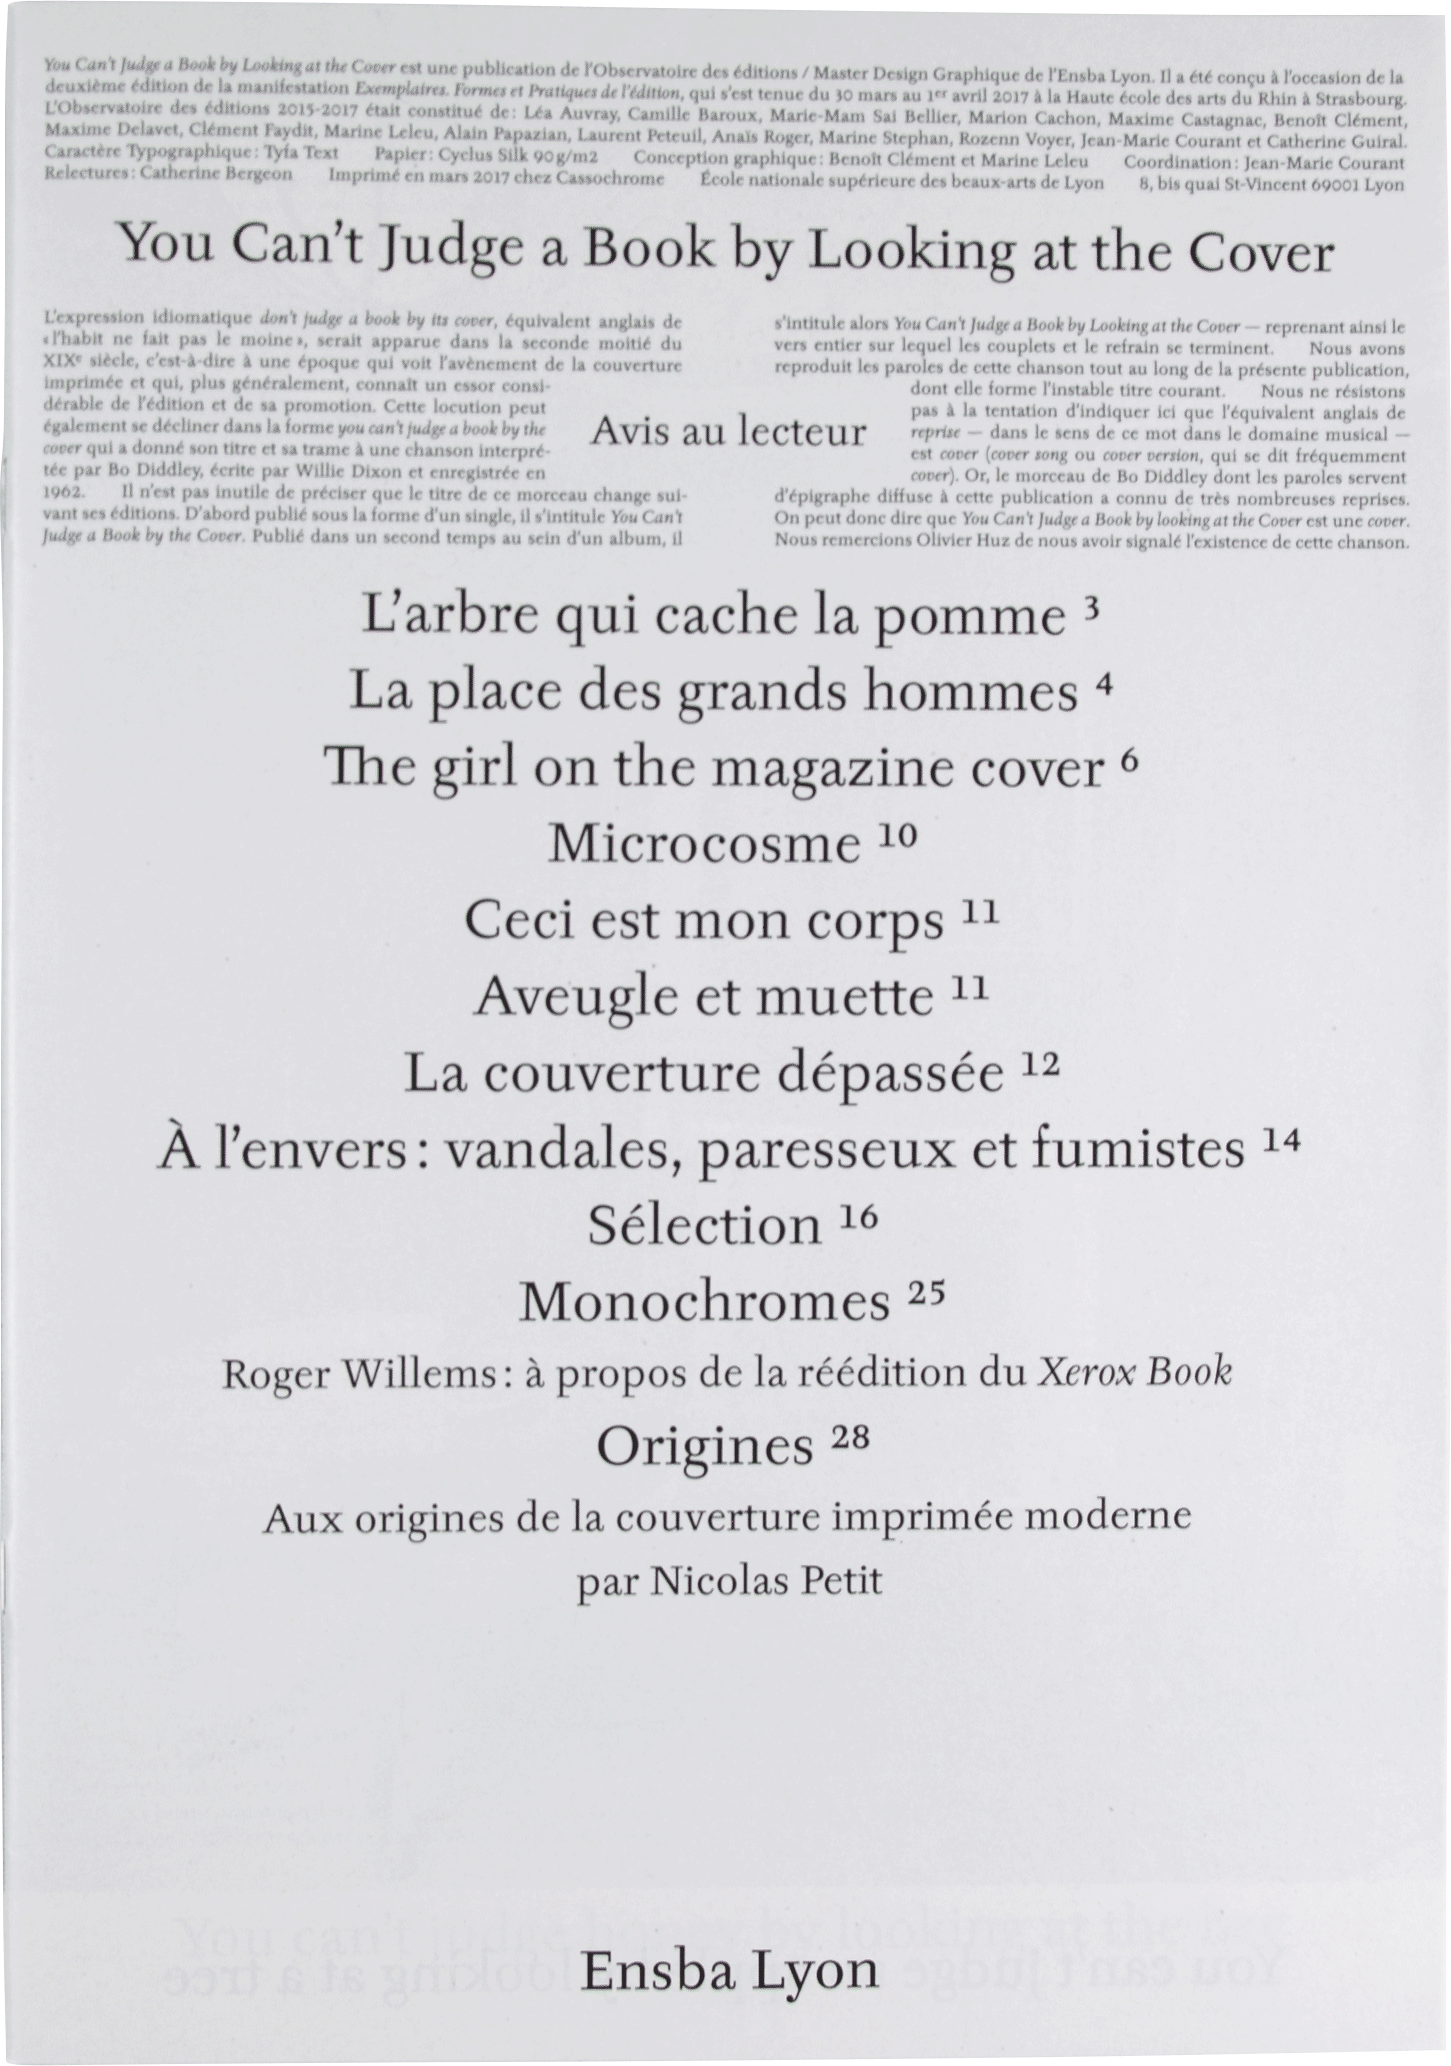 You Can't Judge a Book by Looking at the Cover est une publication de l'Observatoire des éditions / Master Design Graphique de l'Ensba Lyon. Il a été conçu à l'occasion de la
deuxième édition de la manifestation Exemplaires. Formes et Pratiques de l'édition, qui s'est tenue du 30 mars au 1er avril 2017 à la Haute école des arts du Rhin à Strasbourg.
L'Observatoire des éditions 2015-2017 était constitué de : Léa Auvray, Camille Baroux, Marie-Mam Sai Bellier, Marion Cachon, Maxime Castagnac, Benoît Clément,
Maxime Delavet, Clément Faydit, Marine Leleu, Alain Papazian, Laurent Peteuil, Anaïs Roger, Marine Stephan, Rozenn Voyer, Jean-Marie Courant et Catherine Guiral.
Caractère Typographique : Tyfa Text Papier : Cyclus Silk 90 g/m2 Conception graphique : Benoît Clément et Marine Leleu Coordination : Jean-Marie Courant
Relectures : Catherine Bergeon Imprimé en mars 2017 chez Cassochrome École nationale supérieure des beaux-arts de Lyon 8, bis quai St-Vincent 69001 Lyon
You Can't Judge a Book by Looking at the Cover
L'expression idiomatique don't judge a book by its cover, équivalent anglais de
« l'habit ne fait pas le moine », serait apparue dans la seconde moitié du
XIXe siècle, c'est-à-dire à une époque qui voit l'avènement de la couverture
imprimée et qui, plus généralement, connaît un essor consi-
dérable de l'édition et de sa promotion. Cette locution peut
également se décliner dans la forme you can't judge a book by the
cover qui a donné son titre et sa trame à une chanson interpré-
tée par Bo Diddley, écrite par Willie Dixon et enregistrée en
1962. Il n'est pas inutile de préciser que le titre de ce morceau change sui-
vant ses éditions. D'abord publié sous la forme d'un single, il s'intitule You Can't
Judge a Book by the Cover. Publié dans un second temps au sein d'un album, il
Avis au lecteur
s'intitule alors You Can't Judge a Book by Looking at the Cover — reprenant ainsi le
vers entier sur lequel les couplets et le refrain se terminent. Nous avons
reproduit les paroles de cette chanson tout au long de la présente publication,
dont elle forme l'instable titre courant. Nous ne résistons
pas à la tentation d'indiquer ici que l'équivalent anglais de
reprise — dans le sens de ce mot dans le domaine musical —
est cover (cover song ou cover version, qui se dit fréquemment
cover). Or, le morceau de Bo Diddley dont les paroles servent
d'épigraphe diffuse à cette publication a connu de très nombreuses reprises.
On peut donc dire que You Can't Judge a Book by looking at the Cover est une cover.
Nous remercions Olivier Huz de nous avoir signalé l'existence de cette chanson.
L'arbre qui cache la pomme 3
La place des grands hommes 4
The girl on the magazine cover 6
Microcosme 10
Ceci est mon corps 11
Aveugle et muette 11
La couverture dépassée 12
À l'envers : vandales, paresseux et fumistes 14
Sélection 16
Monochromes 25
Roger Willems : à propos de la réédition du Xerox Book
Origines 28
Aux origines de la couverture imprimée moderne
par Nicolas Petit
Ensba Lyon